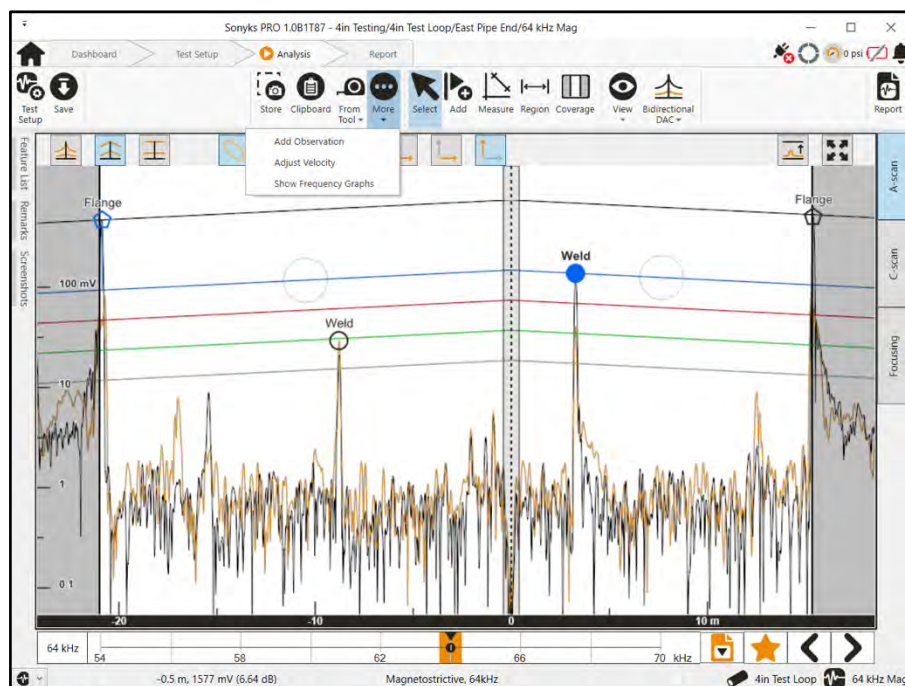 Sonyks PRO 1.0B1T87 - 4in Testing/4in Test Loop/East Pipe End/64 kHz Mag
Dashboard
Test Setup
Analysis
Report
0 psi
Test Setup
Save
Store
Clipboard
From Tool
More
Select
Add
Measure
Region
Coverage
View
Bidirectional DAC
Report
Add Observation
Adjust Velocity
Show Frequency Graphs
Feature List
Remarks
Screenshots
A-scan
C-scan
Focusing
Flange
Flange
Weld
Weld
100 mV
10
1
0.1
-20
-10
0
10 m
64 kHz
54
58
62
66
70
kHz
-0.5 m, 1577 mV (6.64 dB)
Magnetostrictive, 64kHz
4in Test Loop
64 kHz Mag